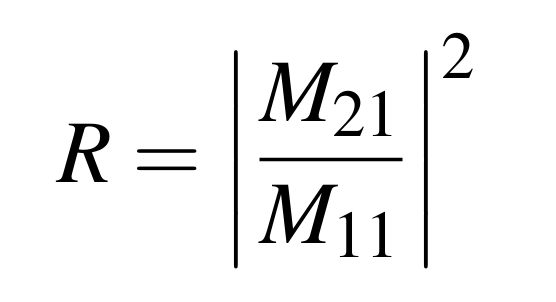 R = |M₂₁/M₁₁|²